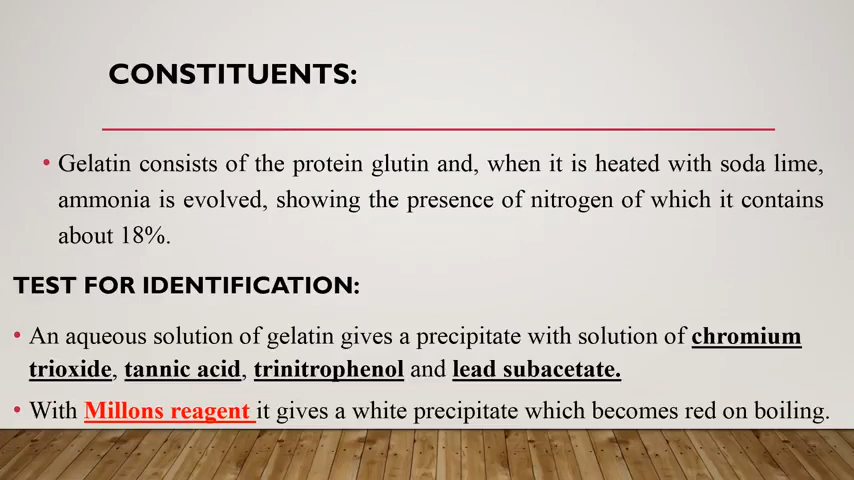 CONSTITUENTS:
• Gelatin consists of the protein glutin and, when it is heated with soda lime,
ammonia is evolved, showing the presence of nitrogen of which it contains
about 18%.
TEST FOR IDENTIFICATION:
• An aqueous solution of gelatin gives a precipitate with solution of chromium
trioxide, tannic acid, trinitrophenol and lead subacetate.
• With Millons reagent it gives a white precipitate which becomes red on boiling.